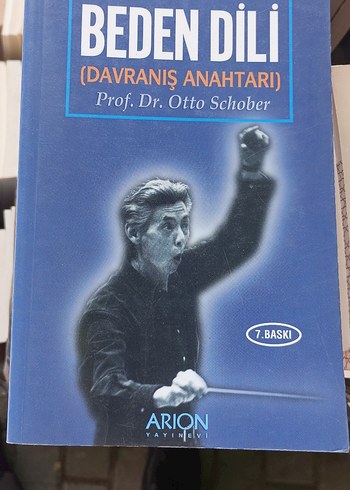 BEDEN DİLİ
(DAVRANIŞ ANAHTARI)
Prof. Dr. Otto Schober
7.BASKI
ARION
YAYINEVİ